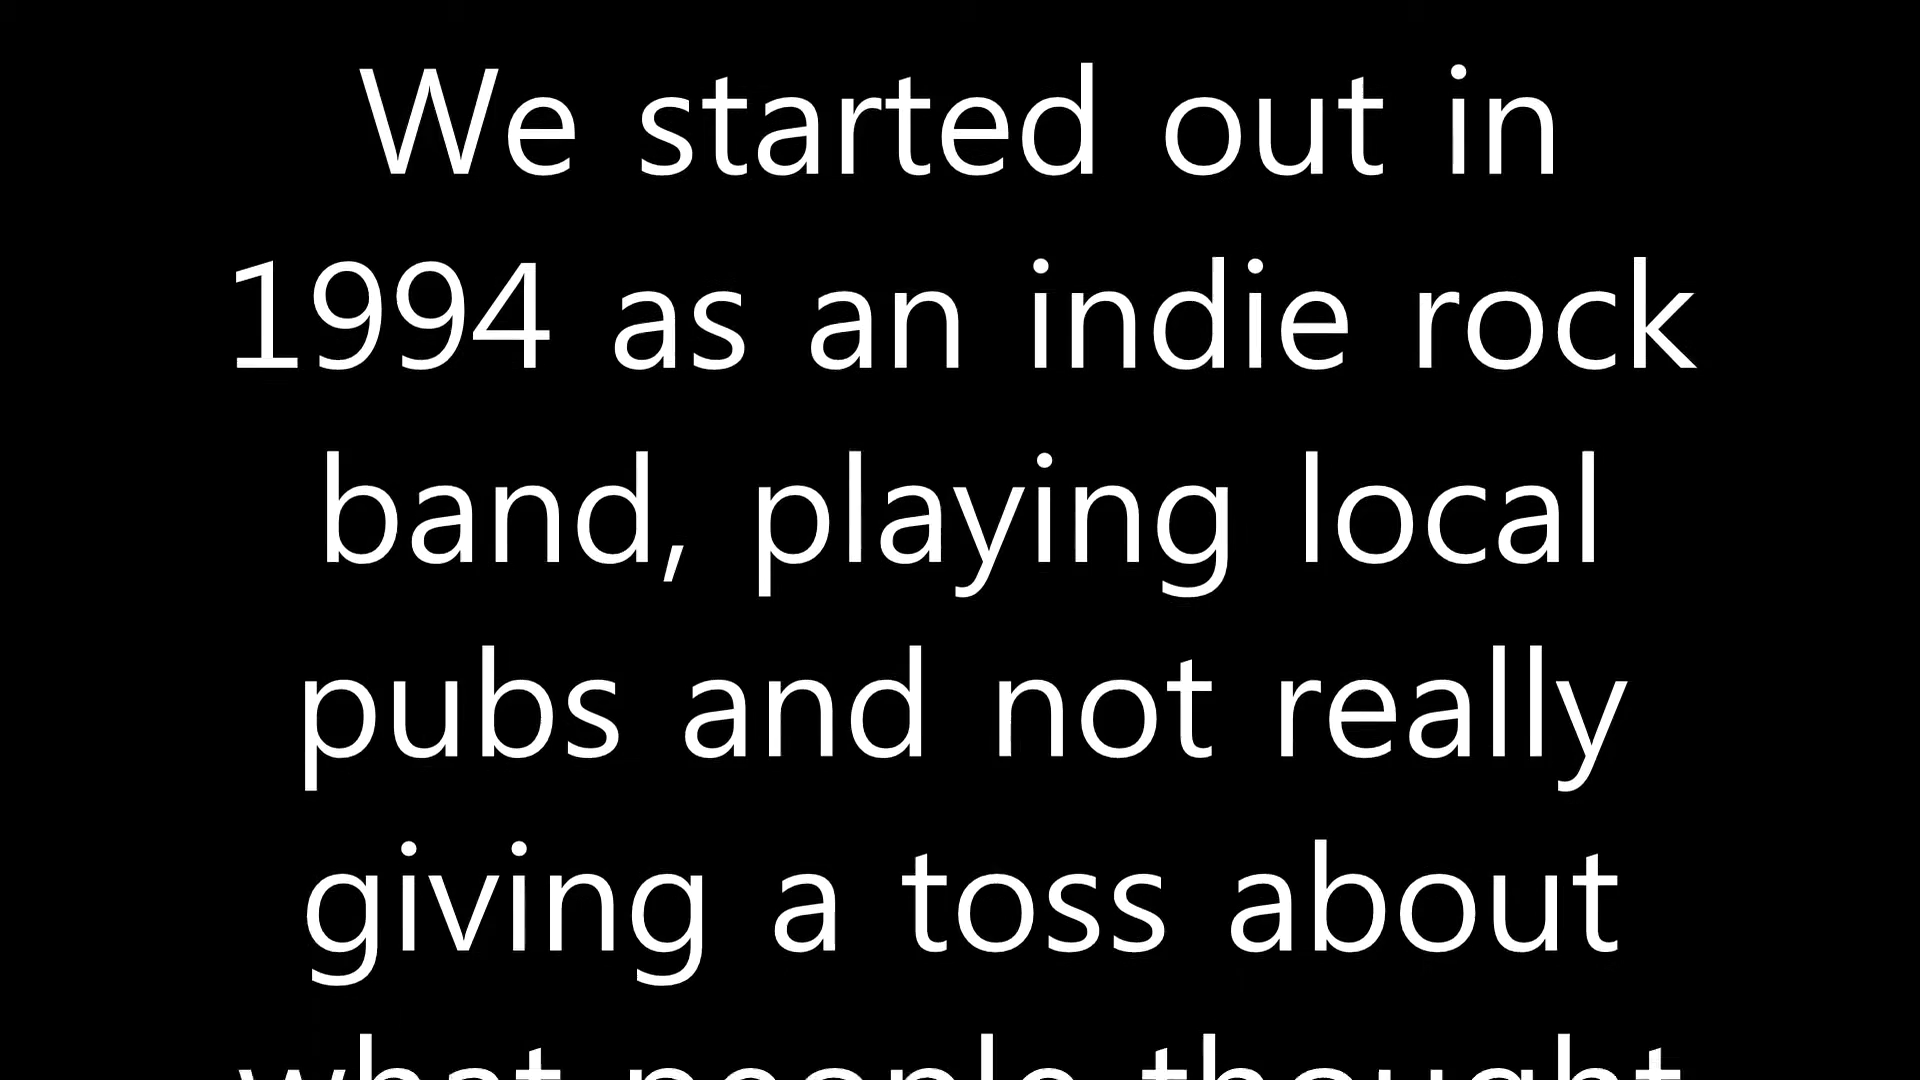 We started out in
1994 as an indie rock
band, playing local
pubs and not really
giving a toss about
what people thought